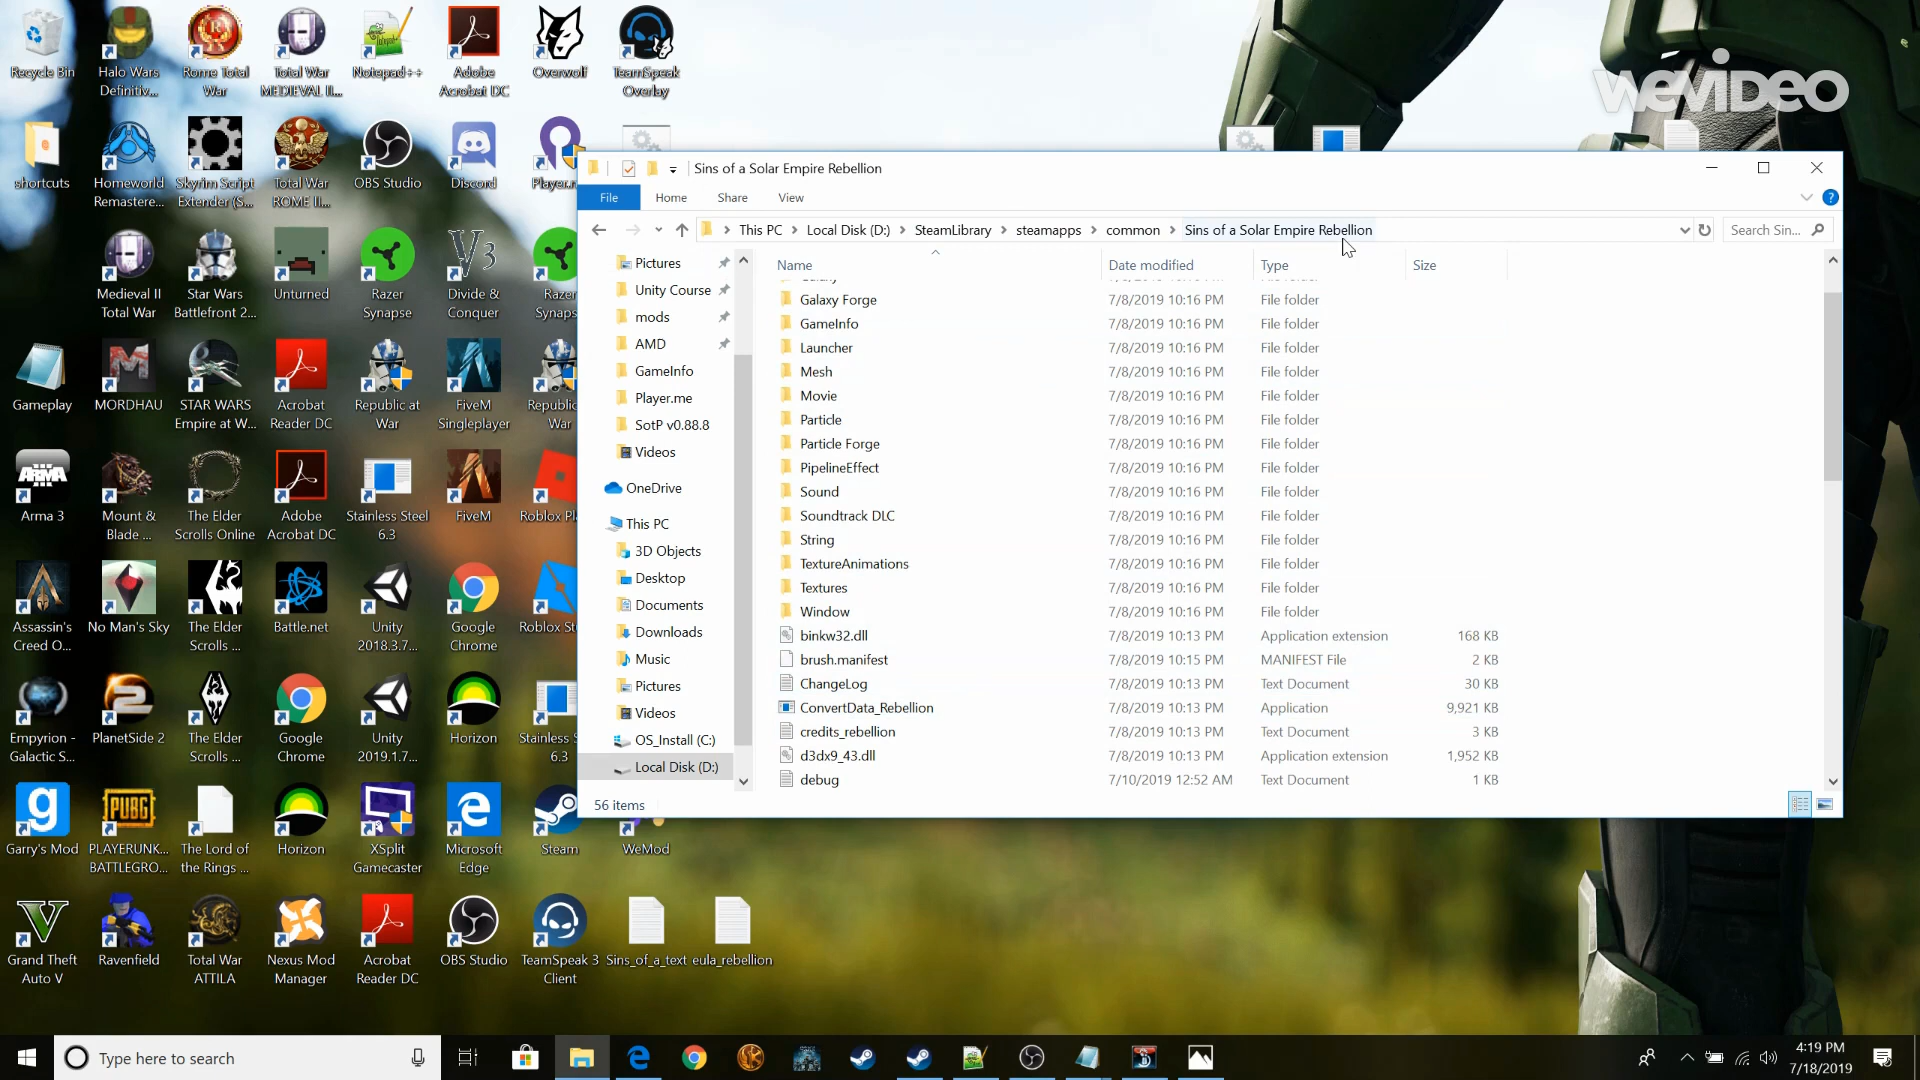 Recycle Bin
Halo Wars
Definitiv...
Rome Total
War
Total War
MEDIEVAL II...
Notepad++
Adobe
Acrobat DC
Overwolf
TeamSpeak
Overlay
WeVideo
shortcuts
Homeworld
Remastere...
Skyrim Script
Extender (S...
Total War
ROME II...
OBS Studio
Discord
Player.m
Medieval II
Total War
Star Wars
Battlefront 2...
Unturned
Razer
Synapse
Divide &
Conquer
Razer
Synaps
Gameplay
MORDHAU
STAR WARS
Empire at W...
Acrobat
Reader DC
Republic at
War
FiveM
Singleplayer
Republic
War
Arma 3
Mount &
Blade ...
The Elder
Scrolls Online
Adobe
Acrobat DC
Stainless Steel
6.3
FiveM
Roblox Pl
Assassin's
Creed O...
No Man's Sky
The Elder
Scrolls ...
Battle.net
Unity
2018.3.7...
Google
Chrome
Roblox St
Empyrion -
Galactic S...
PlanetSide 2
The Elder
Scrolls ...
Google
Chrome
Unity
2019.1.7...
Horizon
Stainless
6.3
Garry's Mod
PLAYERUNK...
BATTLEGRO...
The Lord of
the Rings ...
Horizon
XSplit
Gamecaster
Microsoft
Edge
Steam
WeMod
Grand Theft
Auto V
Ravenfield
Total War
ATTILA
Nexus Mod
Manager
Acrobat
Reader DC
OBS Studio
TeamSpeak 3
Client
Sins_of_a_text
eula_rebellion
Sins of a Solar Empire Rebellion
File Home Share View
This PC Local Disk (D:) SteamLibrary steamapps common Sins of a Solar Empire Rebellion
Search Sin...
Pictures
Unity Course
mods
AMD
GameInfo
Player.me
SotP v0.88.8
Videos
OneDrive
This PC
3D Objects
Desktop
Documents
Downloads
Music
Pictures
Videos
OS_Install (C:)
Local Disk (D:)
Name Date modified Type Size
Galaxy Forge 7/8/2019 10:16 PM File folder
GameInfo 7/8/2019 10:16 PM File folder
Launcher 7/8/2019 10:16 PM File folder
Mesh 7/8/2019 10:16 PM File folder
Movie 7/8/2019 10:16 PM File folder
Particle 7/8/2019 10:16 PM File folder
Particle Forge 7/8/2019 10:16 PM File folder
PipelineEffect 7/8/2019 10:16 PM File folder
Sound 7/8/2019 10:16 PM File folder
Soundtrack DLC 7/8/2019 10:16 PM File folder
String 7/8/2019 10:16 PM File folder
TextureAnimations 7/8/2019 10:16 PM File folder
Textures 7/8/2019 10:16 PM File folder
Window 7/8/2019 10:16 PM File folder
binkw32.dll 7/8/2019 10:13 PM Application extension 168 KB
brush.manifest 7/8/2019 10:15 PM MANIFEST File 2 KB
ChangeLog 7/8/2019 10:13 PM Text Document 30 KB
ConvertData_Rebellion 7/8/2019 10:13 PM Application 9,921 KB
credits_rebellion 7/8/2019 10:13 PM Text Document 3 KB
d3dx9_43.dll 7/8/2019 10:13 PM Application extension 1,952 KB
debug 7/10/2019 12:52 AM Text Document 1 KB
56 items
Type here to search
4:19 PM
7/18/2019